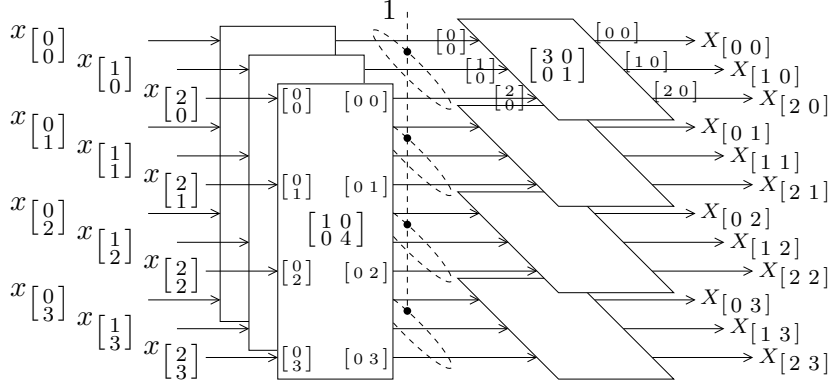 1
x[0 0] [0 0] [0 0] X[0 0]
x[1 0] [1 0] [3 0 0 1] [1 0] X[1 0]
x[2 0] [0 0] [0 0] [2 0] [2 0] X[2 0]
x[0 1] X[0 1]
x[1 1] X[1 1]
x[2 1] [0 1] [0 1] X[2 1]
x[0 2] [1 0 0 4] X[0 2]
x[1 2] X[1 2]
x[2 2] [0 2] [0 2] X[2 2]
x[0 3] X[0 3]
x[1 3] X[1 3]
x[2 3] [0 3] [0 3] X[2 3]